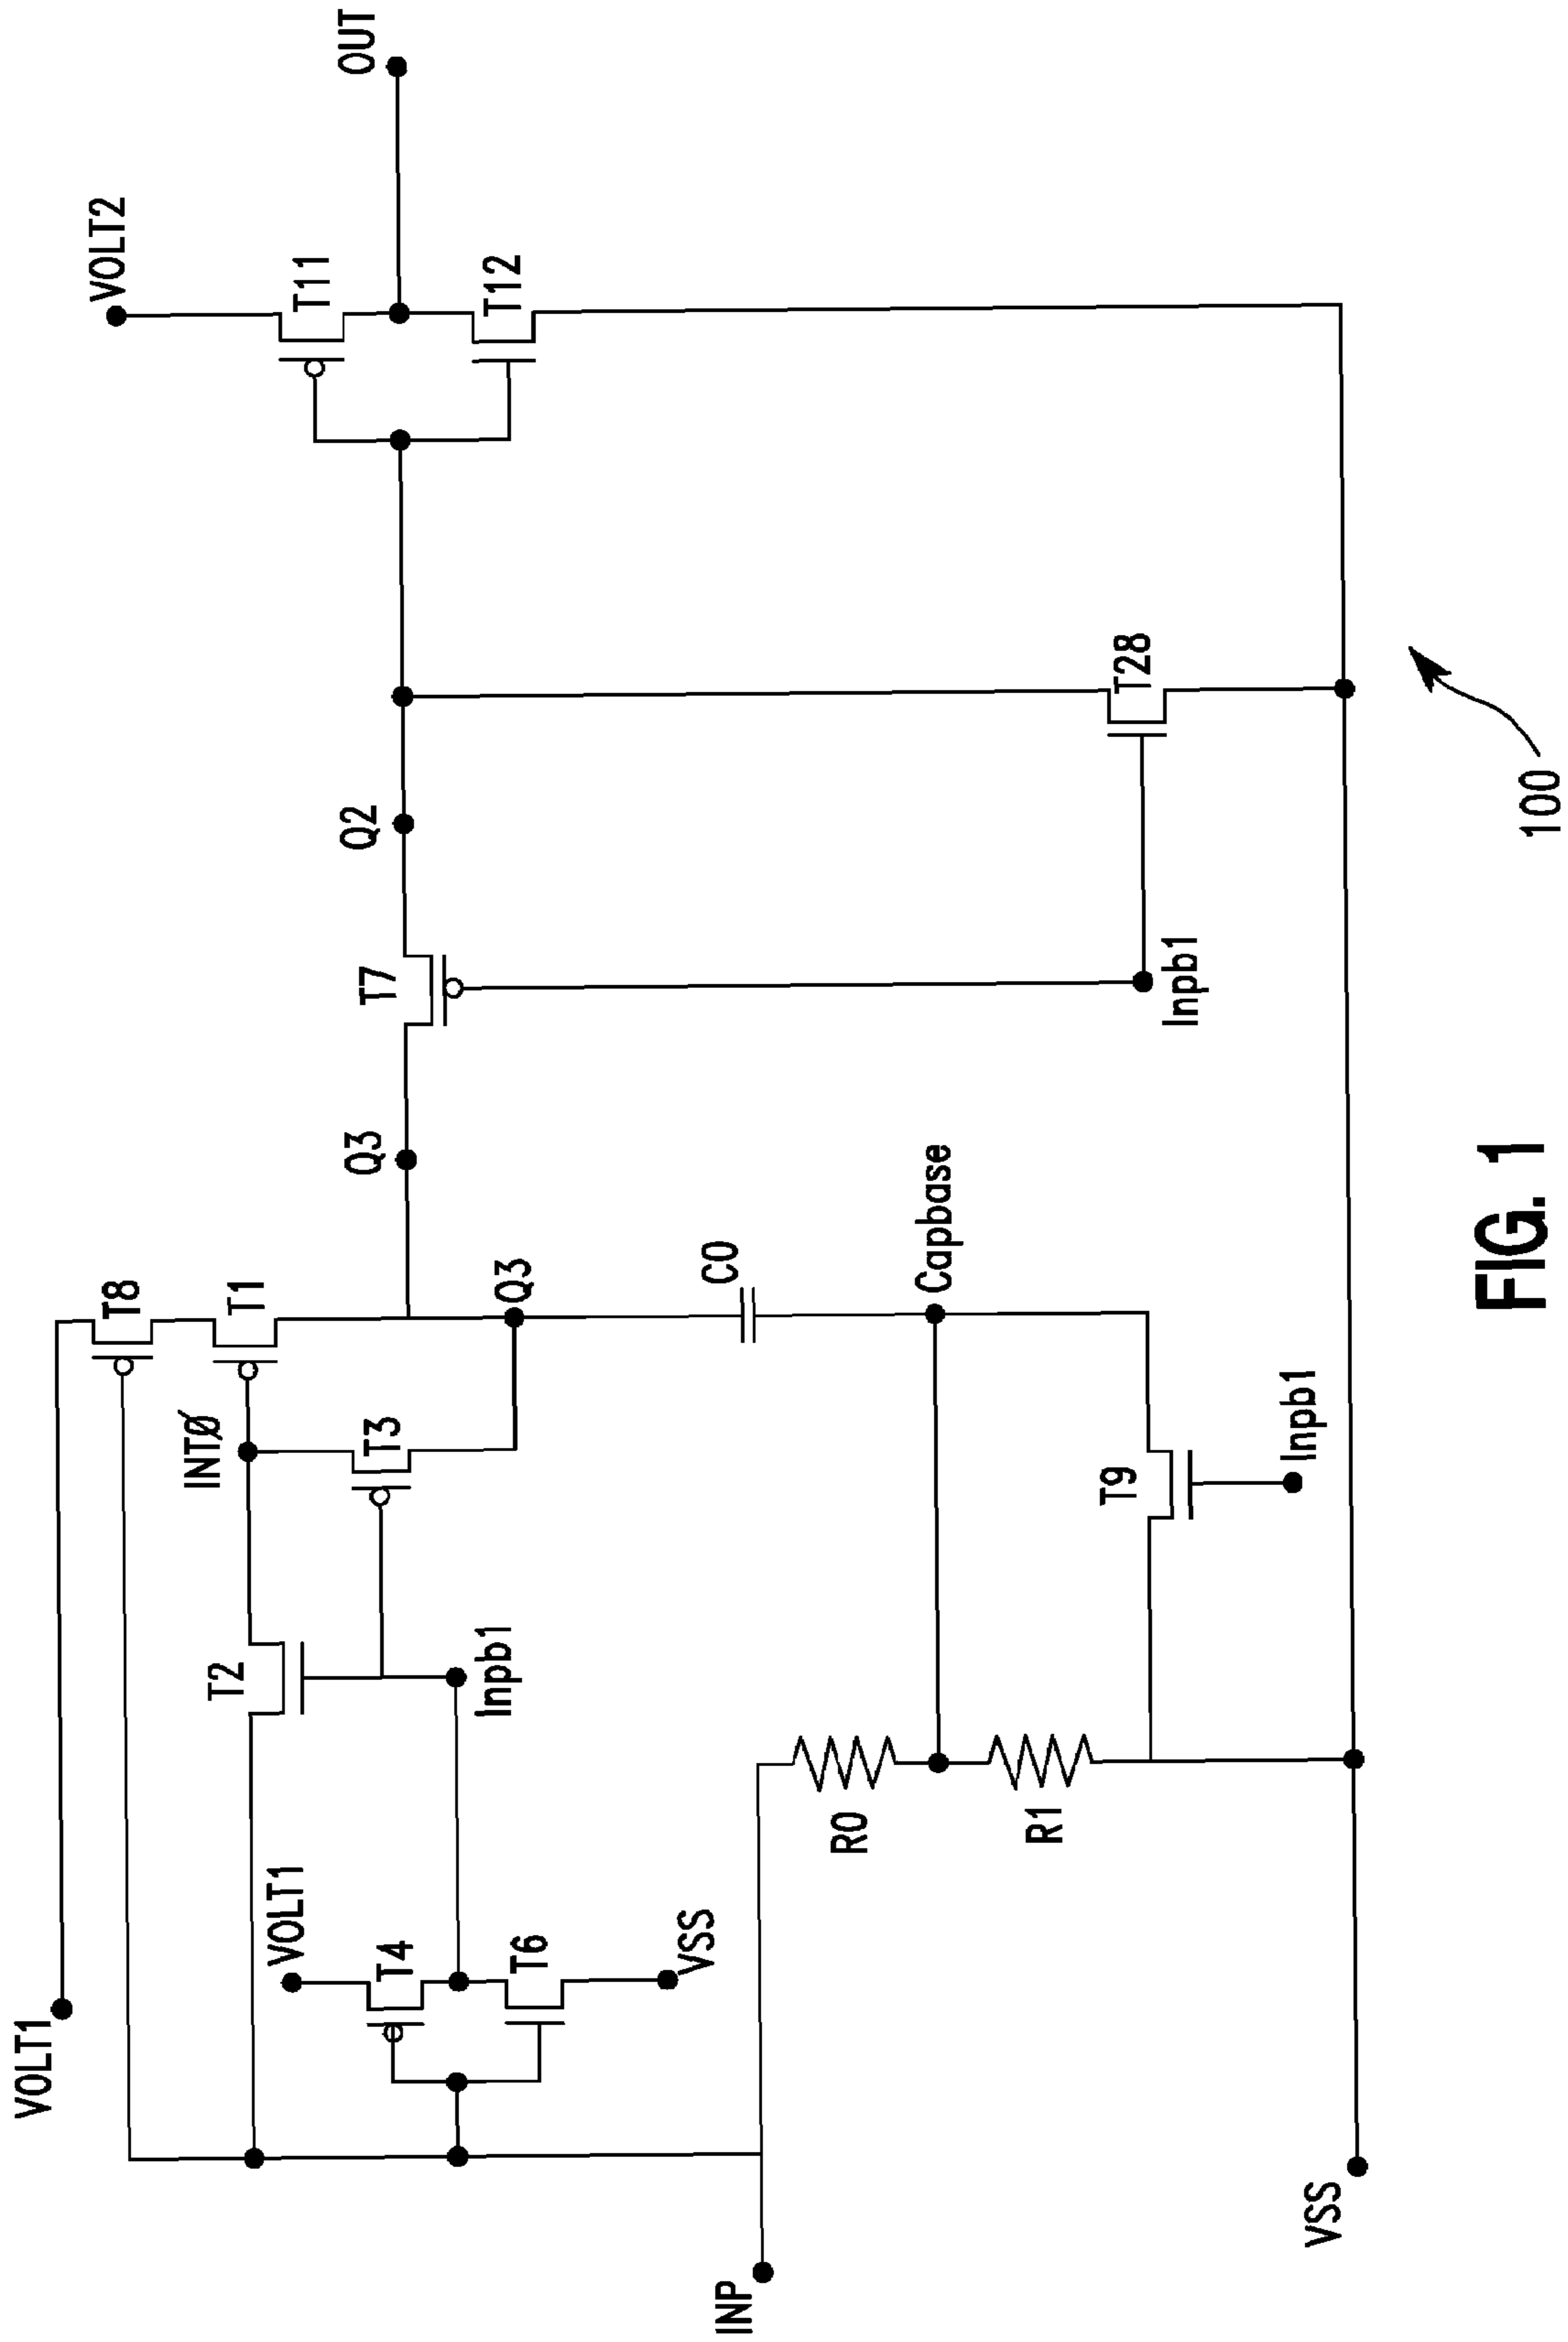 VOLT1
VOLT2
T8
T1
INTØ
T2
T3
Inpb1
VOLT1
T4
T6
VSS
INP
Q3
Q3
T7
Q2
T11
T12
OUT
C0
Capbase
R0
R1
T9
Inpb1
Inpb1
T28
VSS
100
FIG. 1